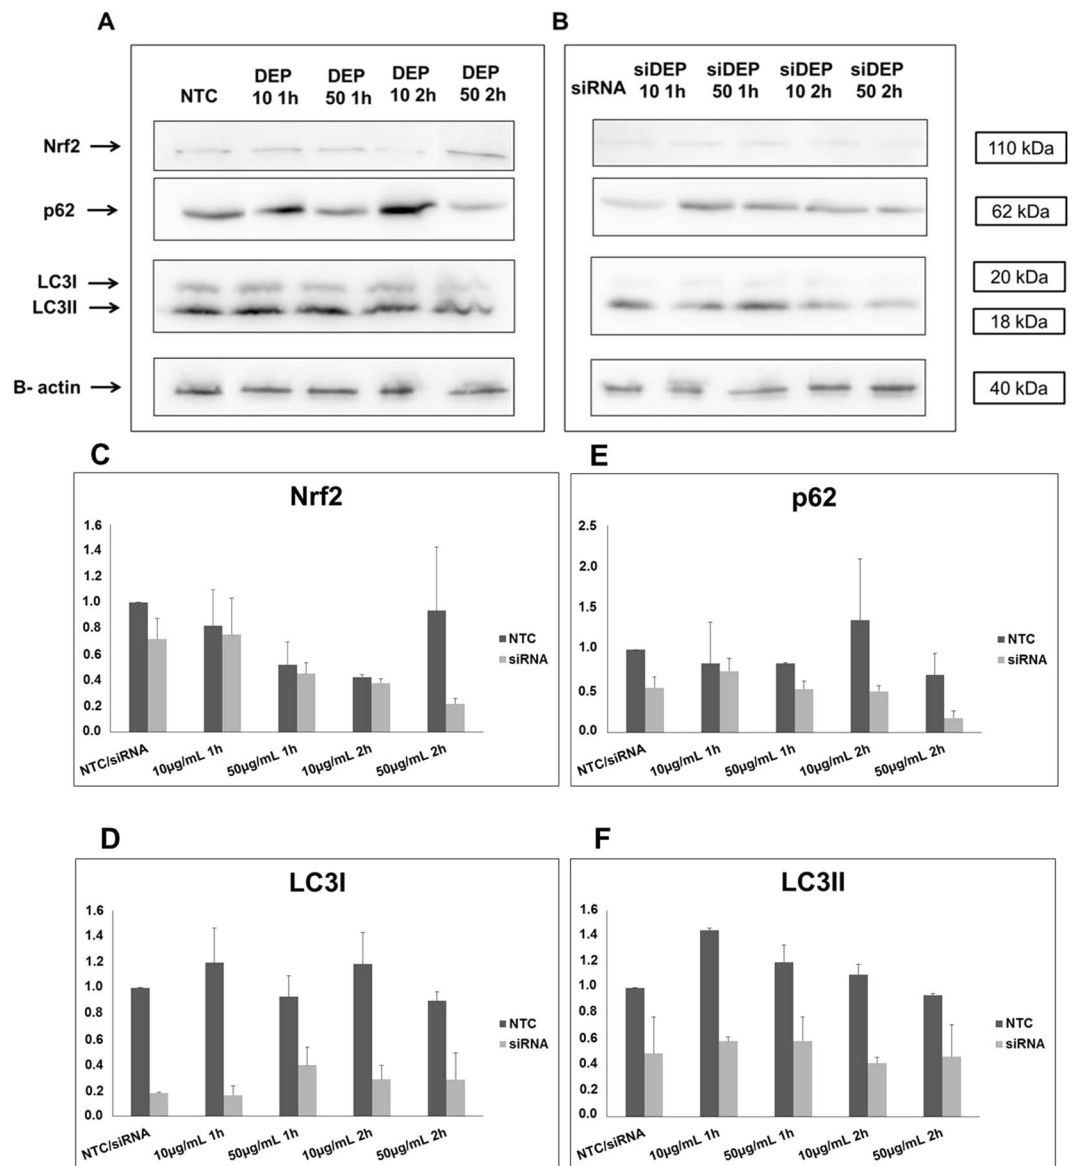 A
B
NTC
DEP
10 1h
DEP
50 1h
DEP
10 2h
DEP
50 2h
siRNA
siDEP
10 1h
siDEP
50 1h
siDEP
10 2h
siDEP
50 2h
Nrf2
110 kDa
p62
62 kDa
LC3I
20 kDa
LC3II
18 kDa
B- actin
40 kDa
C
Nrf2
1.6
1.4
1.2
1.0
0.8
0.6
0.4
0.2
0.0
NTC/siRNA
10µg/mL 1h
50µg/mL 1h
10µg/mL 2h
50µg/mL 2h
NTC
siRNA
E
p62
2.5
2.0
1.5
1.0
0.5
0.0
NTC/siRNA
10µg/mL 1h
50µg/mL 1h
10µg/mL 2h
50µg/mL 2h
NTC
siRNA
D
LC3I
1.6
1.4
1.2
1.0
0.8
0.6
0.4
0.2
0.0
NTC/siRNA
10µg/mL 1h
50µg/mL 1h
10µg/mL 2h
50µg/mL 2h
NTC
siRNA
F
LC3II
1.6
1.4
1.2
1.0
0.8
0.6
0.4
0.2
0.0
NTC/siRNA
10µg/mL 1h
50µg/mL 1h
10µg/mL 2h
50µg/mL 2h
NTC
siRNA